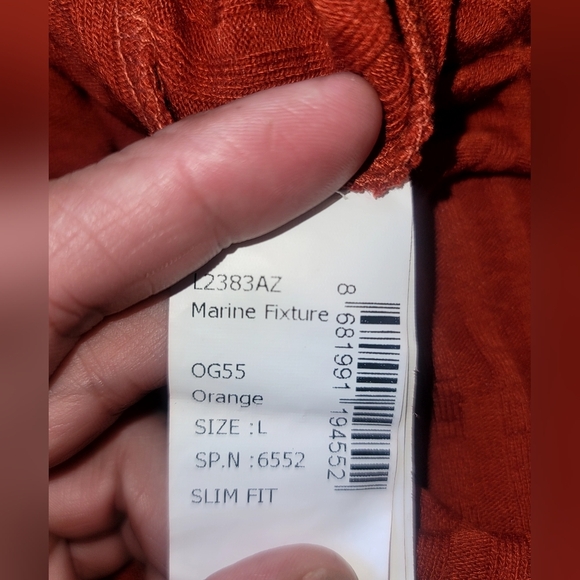 L2383AZ
Marine Fixture
OG55
Orange
SIZE : L
SP.N : 6552
SLIM FIT
8 681991 194552